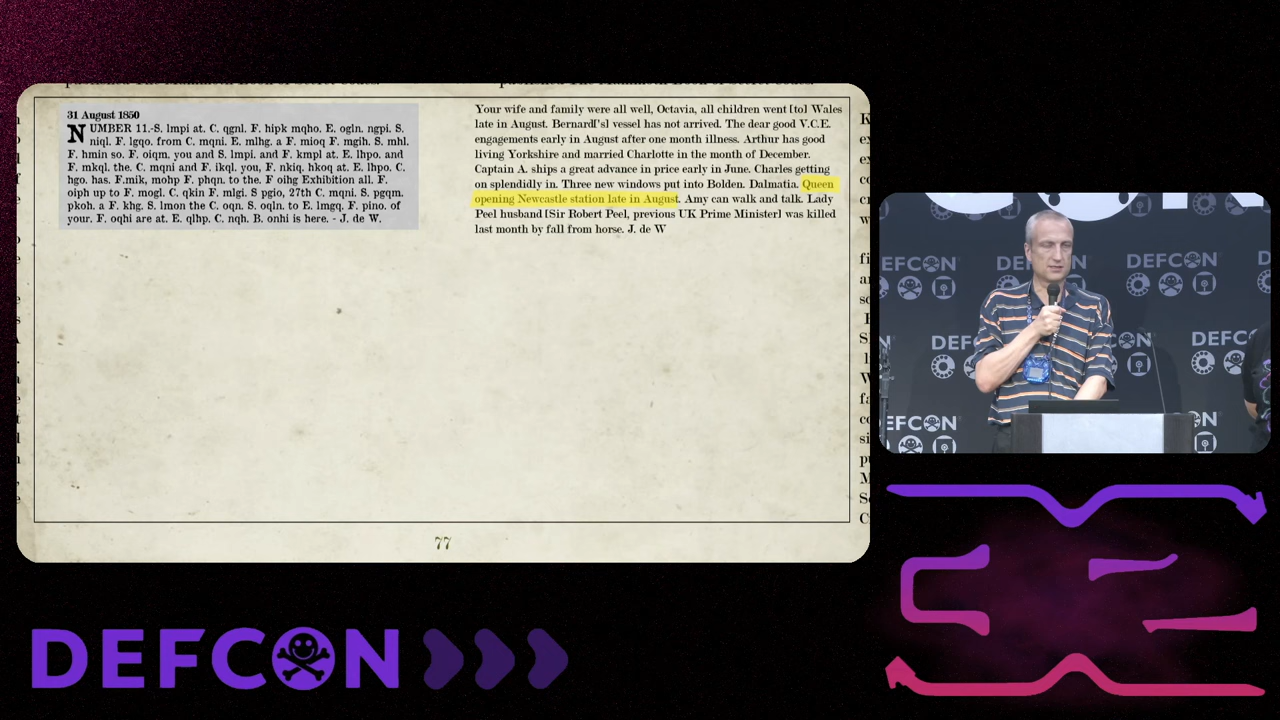 31 August 1850
NUMBER 11.-S. lmpi at. C. qgnl. F. hipk mqho. E. ogln. ngpi. S.
niql. F. lgqo. from C. mqni. E. mlhg. a F. mioq F. mgih. S. mhl.
F. hmin so. F. oiqm, you and S. lmpi. and F. kmpl at. E. lhpo. and
F. mkql. the. C. mqni and F. ikql. you, F. nkiq. hkoq at. E. lhpo. C.
hgo. has. F.mik, mohp F. phqn. to the. F oihg Exhibition all. F.
oiph up to F. mogl. C. qkin F. mlgi. S pgio, 27th C. mqni. S. pgqm.
pkoh. a F. khg. S. lmon the C. oqn. S. oqln. to E. lmgq. F. pino. of
your. F. oqhi are at. E. qlhp. C. nqh. B. onhi is here. - J. de W.
Your wife and family were all well, Octavia, all children went [to] Wales
late in August. Bernard['s] vessel has not arrived. The dear good V.C.E.
engagements early in August after one month illness. Arthur has good
living Yorkshire and married Charlotte in the month of December.
Captain A. ships a great advance in price early in June. Charles getting
on splendidly in. Three new windows put into Bolden. Dalmatia. Queen
opening Newcastle station late in August. Amy can walk and talk. Lady
Peel husband [Sir Robert Peel, previous UK Prime Minister] was killed
last month by fall from horse. J. de W
77
DEFCON
DEFCON
DEFCON
DEFCON
DEFCON
DEFCON